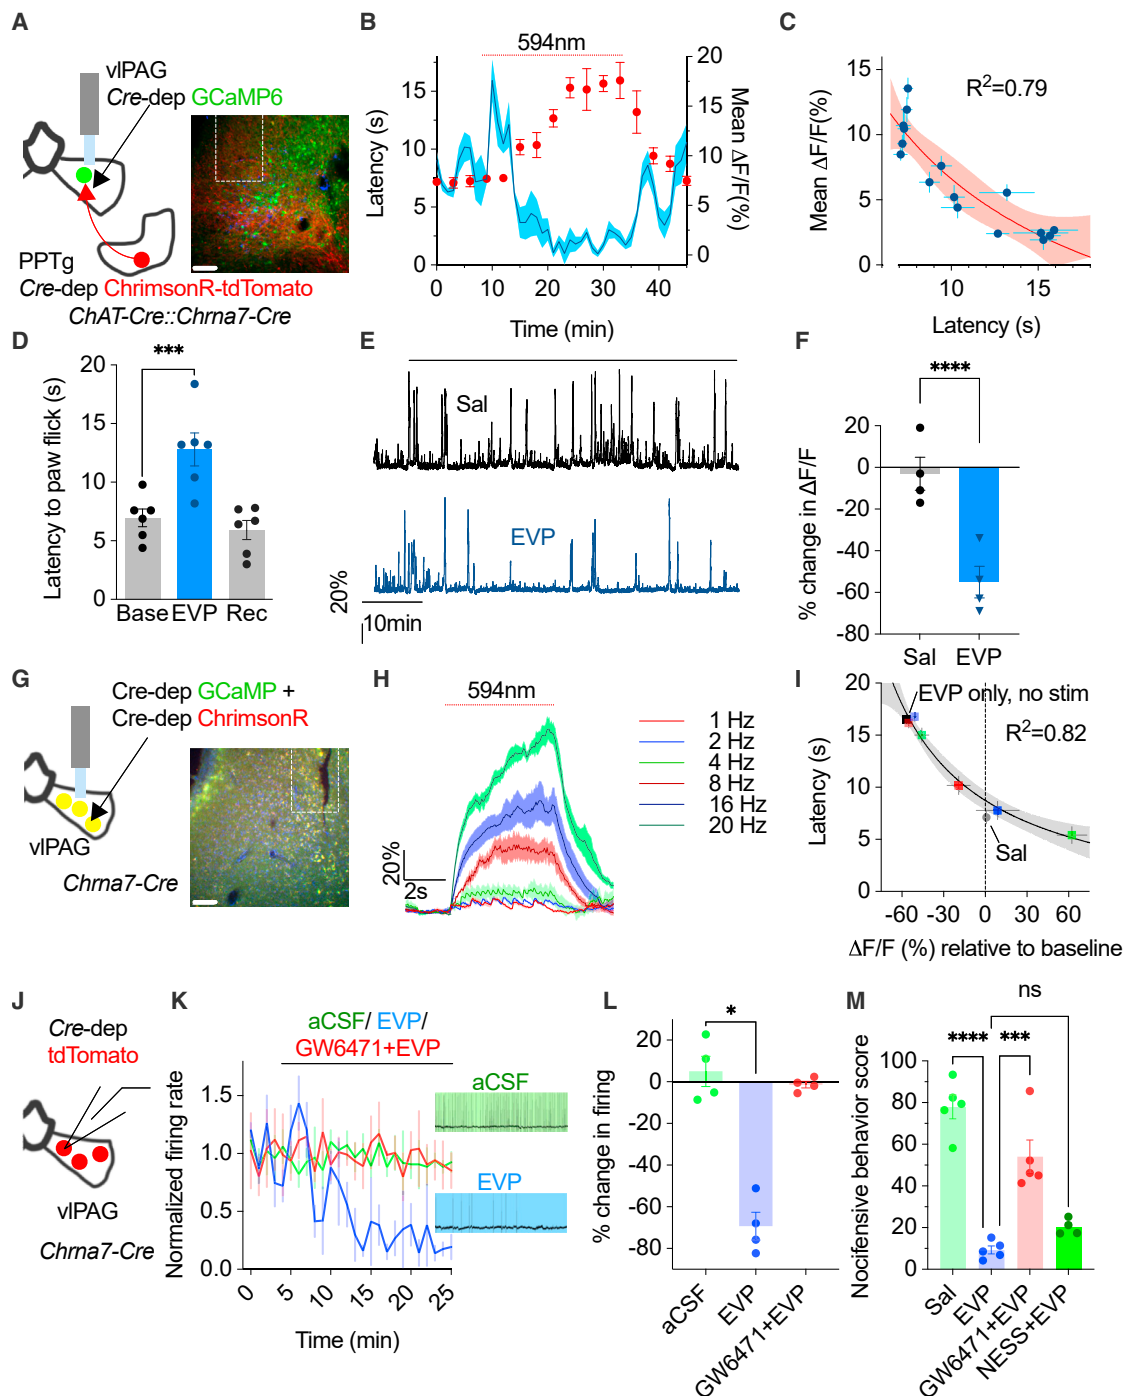 A
vlPAG
Cre-dep GCaMP6
PPTg
Cre-dep ChrimsonR-tdTomato
ChAT-Cre::Chrna7-Cre
B
594nm
Latency (s)
15
10
5
0
20
10
0
Mean ΔF/F(%)
0 10 20 30 40
Time (min)
C
R²=0.79
Mean ΔF/F(%)
15
10
5
0
10 15
Latency (s)
D
***
Latency to paw flick (s)
20
15
10
5
0
Base EVP Rec
E
Sal
EVP
20%
10min
F
****
% change in ΔF/F
20
0
-20
-40
-60
-80
Sal EVP
G
Cre-dep GCaMP +
Cre-dep ChrimsonR
vlPAG
Chrna7-Cre
H
594nm
20%
2s
1 Hz
2 Hz
4 Hz
8 Hz
16 Hz
20 Hz
I
EVP only, no stim
R²=0.82
Sal
Latency (s)
20
15
10
5
0
-60 -30 0 30 60
ΔF/F (%) relative to baseline
J
Cre-dep
tdTomato
vlPAG
Chrna7-Cre
K
aCSF/ EVP/
GW6471+EVP
aCSF
EVP
Normalized firing rate
1.5
1.0
0.5
0.0
0 5 10 15 20 25
Time (min)
L
*
% change in firing
20
0
-20
-40
-60
-80
aCSF
EVP
GW6471+EVP
M
ns
**** ***
Nocifensive behavior score
100
80
60
40
20
0
Sal
EVP
GW6471+EVP
NESS+EVP